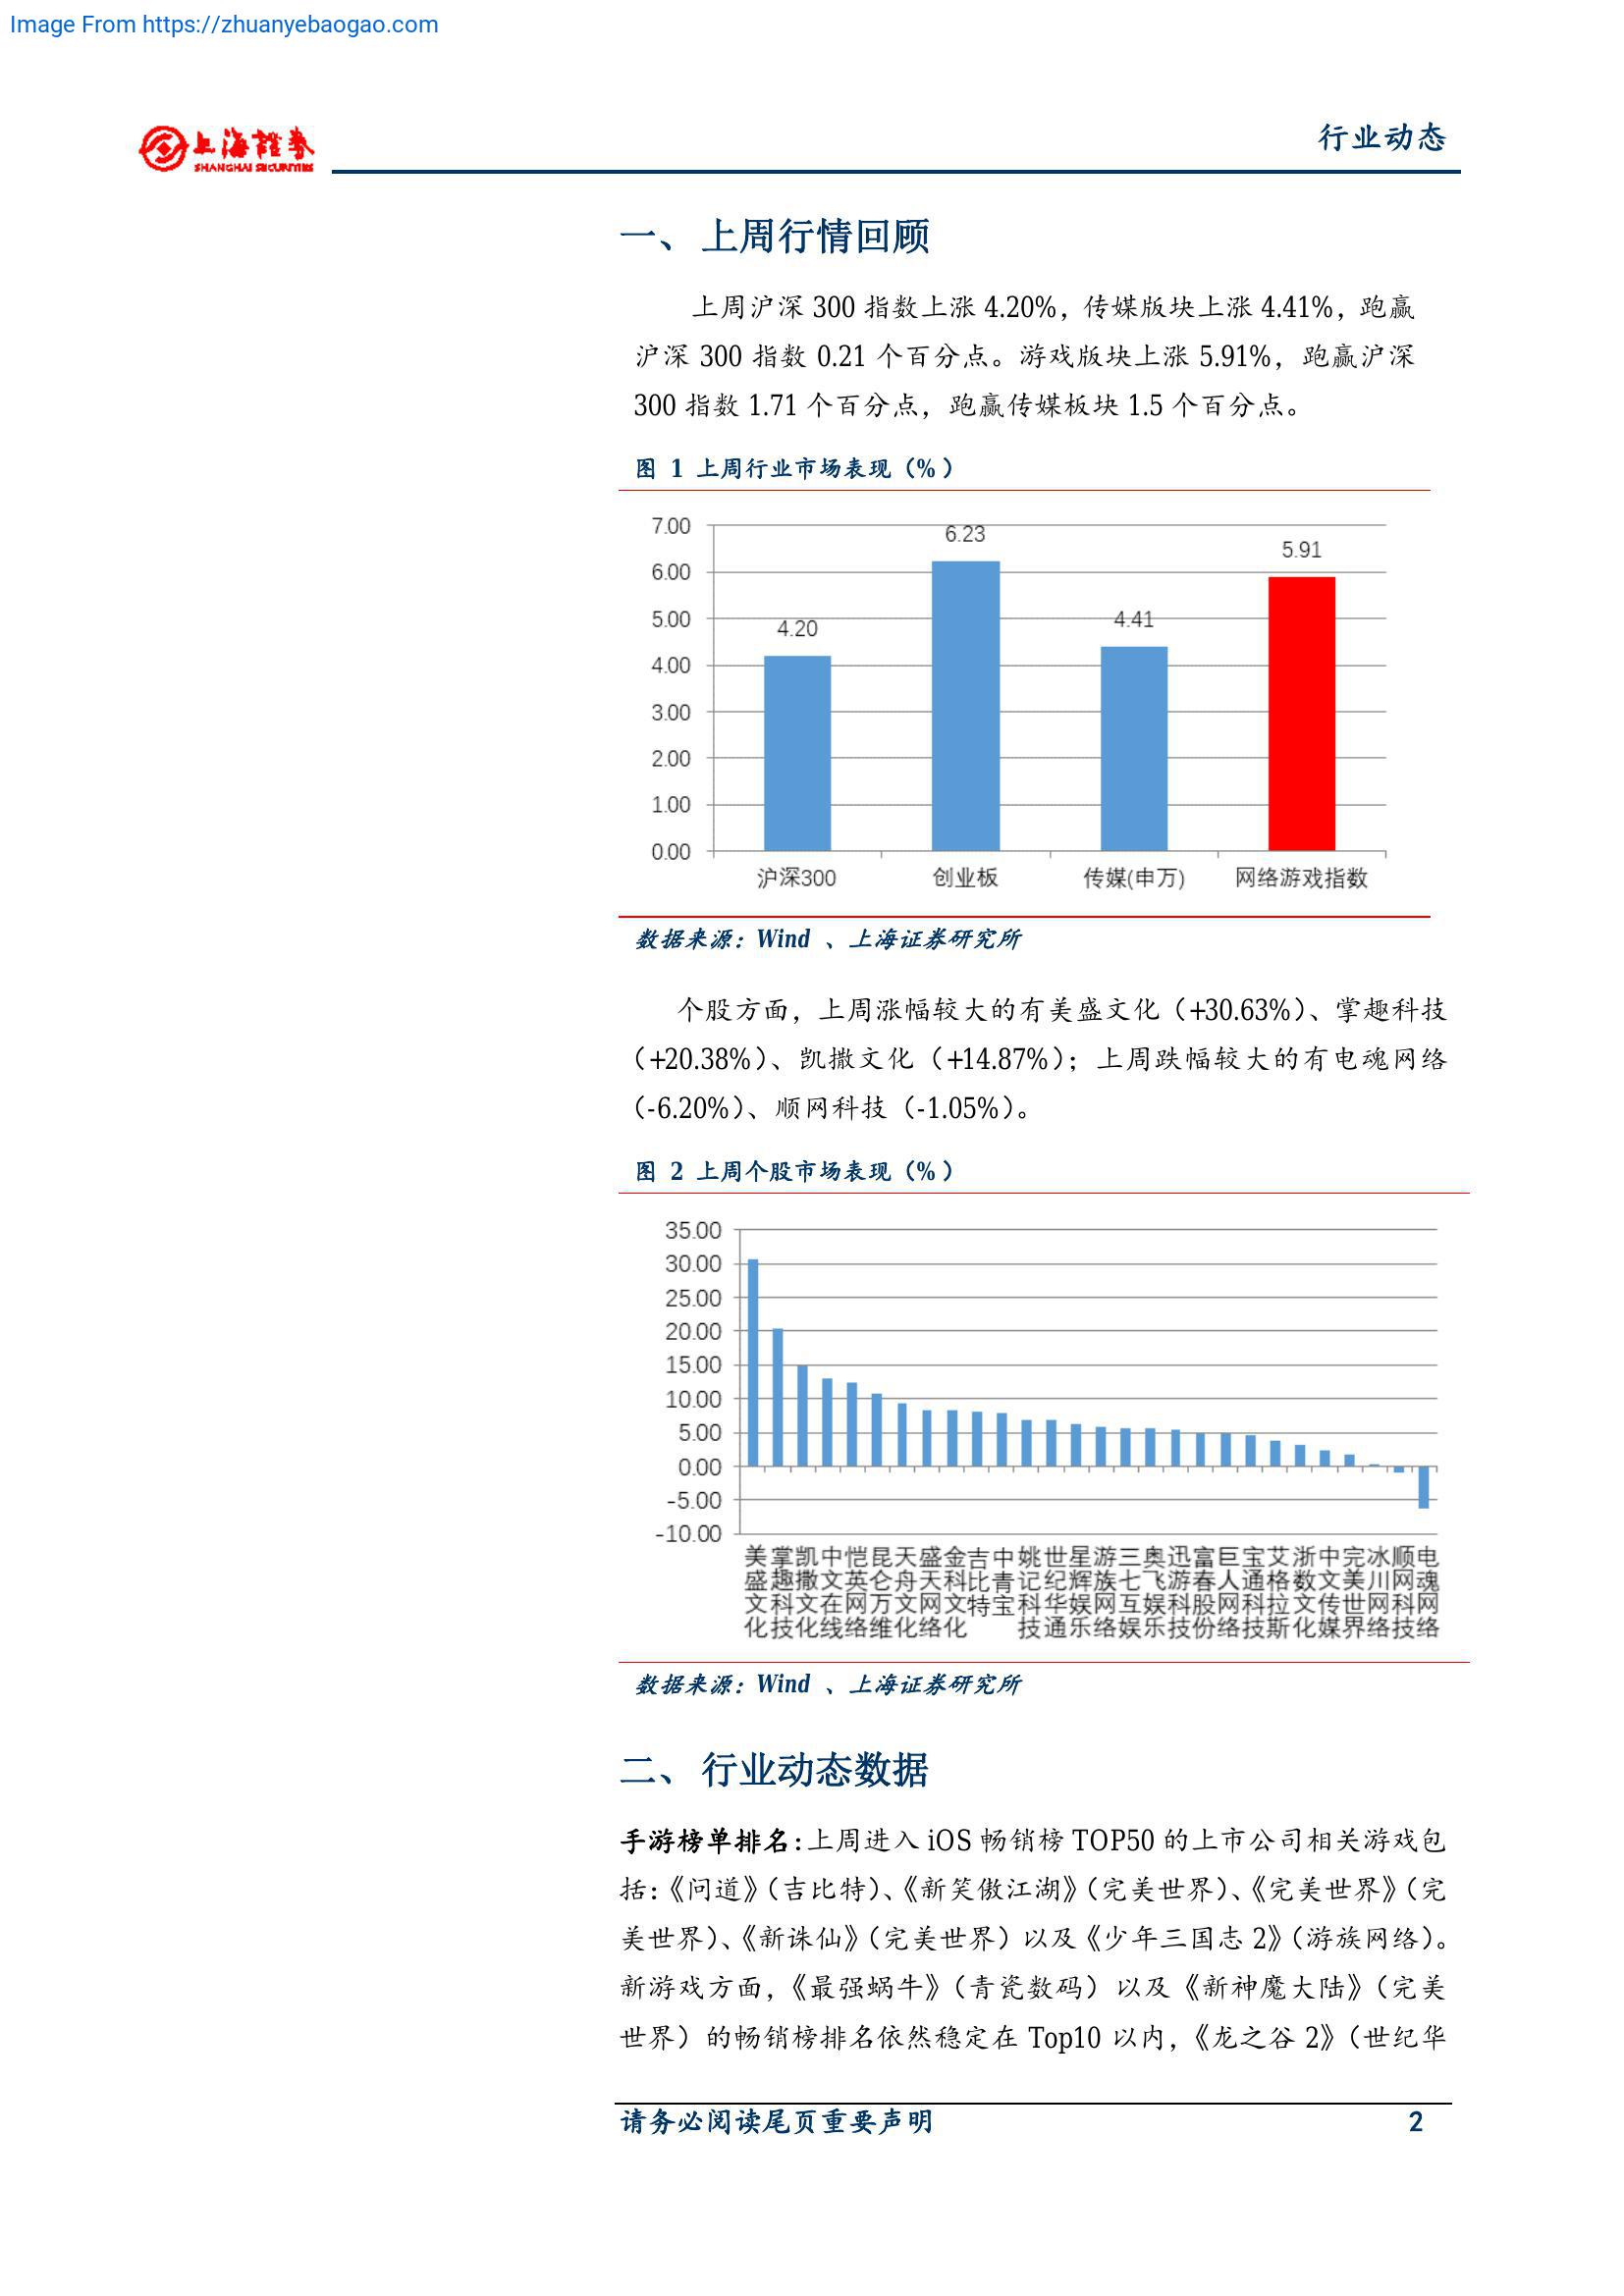 Image From https://zhuanyebaogao.com
上海證券
SHANGHAI SECURITIES
行业动态
一、 上周行情回顾
上周沪深 300 指数上涨 4.20%，传媒版块上涨 4.41%，跑赢
沪深 300 指数 0.21 个百分点。游戏版块上涨 5.91%，跑赢沪深
300 指数 1.71 个百分点，跑赢传媒板块 1.5 个百分点。
图 1 上周行业市场表现（%）
7.00
6.00
5.00
4.00
3.00
2.00
1.00
0.00
4.20
6.23
4.41
5.91
沪深300
创业板
传媒(申万)
网络游戏指数
数据来源：Wind 、上海证券研究所
个股方面，上周涨幅较大的有美盛文化（+30.63%）、掌趣科技
（+20.38%）、凯撒文化（+14.87%）；上周跌幅较大的有电魂网络
（-6.20%）、顺网科技（-1.05%）。
图 2 上周个股市场表现（%）
35.00
30.00
25.00
20.00
15.00
10.00
5.00
0.00
-5.00
-10.00
美盛文化
掌趣科技
凯撒文化
中文在线
恺英网络
昆仑万维
天舟文化
盛天网络
金科文化
吉比特
中青宝
姚记科技
世纪华通
星辉娱乐
游族网络
三七互娱
奥飞娱乐
迅游科技
富春股份
巨人网络
宝通科技
艾格拉斯
浙数文化
中文传媒
完美世界
冰川网络
顺网科技
电魂网络
数据来源：Wind 、上海证券研究所
二、 行业动态数据
手游榜单排名：上周进入 iOS 畅销榜 TOP50 的上市公司相关游戏包
括：《问道》（吉比特）、《新笑傲江湖》（完美世界）、《完美世界》（完
美世界）、《新诛仙》（完美世界）以及《少年三国志 2》（游族网络）。
新游戏方面，《最强蜗牛》（青瓷数码）以及《新神魔大陆》（完美
世界）的畅销榜排名依然稳定在 Top10 以内，《龙之谷 2》（世纪华
请务必阅读尾页重要声明
2